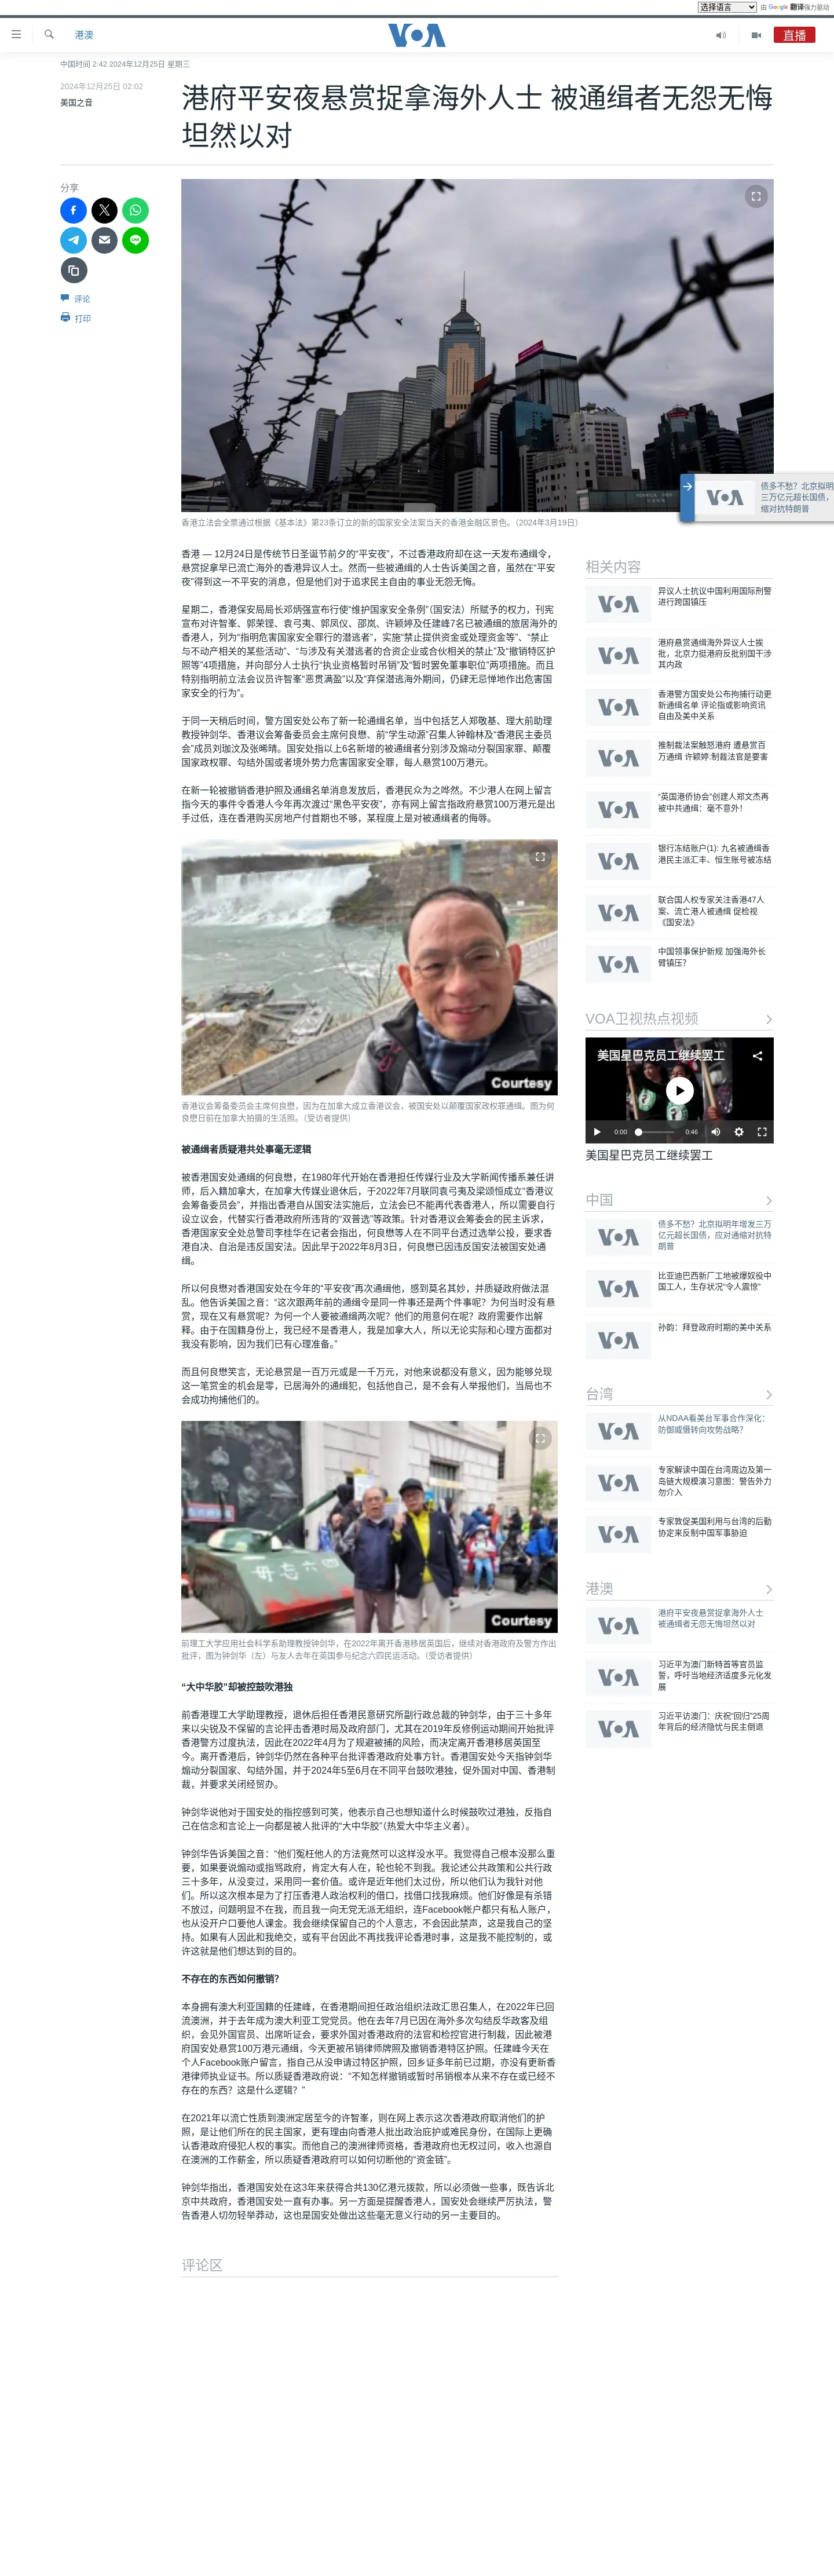 选择语言
由 Google 翻译强力驱动
港澳
VOA
直播
中国时间 2:42 2024年12月25日 星期三
2024年12月25日 02:02
美国之音
港府平安夜悬赏捉拿海外人士 被通缉者无怨无悔
坦然以对
分享
评论
打印
香港立法会全票通过根据《基本法》第23条订立的新的国家安全法案当天的香港金融区景色。（2024年3月19日）
VOA
债多不愁？北京拟明
三万亿元超长国债，
缩对抗特朗普
香港 — 12月24日是传统节日圣诞节前夕的“平安夜”，不过香港政府却在这一天发布通缉令，
悬赏捉拿早已流亡海外的香港异议人士。然而一些被通缉的人士告诉美国之音，虽然在“平安
夜”得到这一不平安的消息，但是他们对于追求民主自由的事业无怨无悔。
星期二，香港保安局局长邓炳强宣布行使“维护国家安全条例”（国安法）所赋予的权力，刊宪
宣布对许智峯、郭荣铿、袁弓夷、郭凤仪、邵岚、许颖婷及任建峰7名已被通缉的旅居海外的
香港人，列为“指明危害国家安全罪行的潜逃者”，实施“禁止提供资金或处理资金等”、“禁止
与不动产相关的某些活动”、“与涉及有关潜逃者的合资企业或合伙相关的禁止”及“撤销特区护
照等”4项措施，并向部分人士执行“执业资格暂时吊销”及“暂时罢免董事职位”两项措施。而且
特别指明前立法会议员许智峯“恶贯满盈”以及“弃保潜逃海外期间，仍肆无忌惮地作出危害国
家安全的行为”。
于同一天稍后时间，警方国安处公布了新一轮通缉名单，当中包括艺人郑敬基、理大前助理
教授钟剑华、香港议会筹备委员会主席何良懋、前“学生动源”召集人钟翰林及“香港民主委员
会”成员刘珈汶及张晞晴。国安处指以上6名新增的被通缉者分别涉及煽动分裂国家罪、颠覆
国家政权罪、勾结外国或者境外势力危害国家安全罪，每人悬赏100万港元。
在新一轮被撤销香港护照及通缉名单消息发放后，香港民众为之哗然。不少港人在网上留言
指今天的事件令香港人今年再次渡过“黑色平安夜”，亦有网上留言指政府悬赏100万港元是出
手过低，连在香港购买房地产付首期也不够，某程度上是对被通缉者的侮辱。
Courtesy
香港议会筹备委员会主席何良懋，因为在加拿大成立香港议会，被国安处以颠覆国家政权罪通缉。图为何
良懋日前在加拿大拍摄的生活照。（受访者提供）
被通缉者质疑港共处事毫无逻辑
被香港国安处通缉的何良懋，在1980年代开始在香港担任传媒行业及大学新闻传播系兼任讲
师，后入籍加拿大，在加拿大传媒业退休后，于2022年7月联同袁弓夷及梁颂恒成立“香港议
会筹备委员会”，并指出香港自从国安法实施后，立法会已不能再代表香港人，所以需要自行
设立议会，代替实行香港政府所违背的“双普选”等政策。针对香港议会筹委会的民主诉求，
香港国家安全处总警司李桂华在记者会指出，何良懋等人在不同平台透过选举公投，要求香
港自决、自治是违反国安法。因此早于2022年8月3日，何良懋已因违反国安法被国安处通
缉。
所以何良懋对香港国安处在今年的“平安夜”再次通缉他，感到莫名其妙，并质疑政府做法混
乱。他告诉美国之音：“这次跟两年前的通缉令是同一件事还是两个件事呢？为何当时没有悬
赏，现在又有悬赏呢？为何一个人要被通缉两次呢？他们的用意何在呢？政府需要作出解
释。由于在国籍身份上，我已经不是香港人，我是加拿大人，所以无论实际和心理方面都对
我没有影响，因为我们已有心理准备。”
而且何良懋笑言，无论悬赏是一百万元或是一千万元，对他来说都没有意义，因为能够兑现
这一笔赏金的机会是零，已居海外的通缉犯，包括他自己，是不会有人举报他们，当局也不
会成功拘捕他们的。
毋忘六四
Courtesy
前理工大学应用社会科学系助理教授钟剑华，在2022年离开香港移居英国后，继续对香港政府及警方作出
批评，图为钟剑华（左）与友人去年在英国参与纪念六四民运活动。（受访者提供）
“大中华胶”却被控鼓吹港独
前香港理工大学助理教授，退休后担任香港民意研究所副行政总裁的钟剑华，由于三十多年
来以尖锐及不保留的言论抨击香港时局及政府部门，尤其在2019年反修例运动期间开始批评
香港警方过度执法，因此在2022年4月为了规避被捕的风险，而决定离开香港移居英国至
今。离开香港后，钟剑华仍然在各种平台批评香港政府处事方针。香港国安处今天指钟剑华
煽动分裂国家、勾结外国，并于2024年5至6月在不同平台鼓吹港独，促外国对中国、香港制
裁，并要求关闭经贸办。
钟剑华说他对于国安处的指控感到可笑，他表示自己也想知道什么时候鼓吹过港独，反指自
己在信念和言论上一向都是被人批评的“大中华胶”（热爱大中华主义者）。
钟剑华告诉美国之音：“他们冤枉他人的方法竟然可以这样没水平。我觉得自己根本没那么重
要，如果要说煽动或指骂政府，肯定大有人在，轮也轮不到我。我论述公共政策和公共行政
三十多年，从没变过，采用同一套价值。或许是近年他们太过份，所以他们认为我针对他
们。所以这次根本是为了打压香港人政治权利的借口，找借口找我麻烦。他们好像是有杀错
不放过，问题明显不在我，而且我一向无党无派无组织，连Facebook帐户都只有私人账户，
也从没开户口要他人课金。我会继续保留自己的个人意志，不会因此禁声，这是我自己的坚
持。如果有人因此和我绝交，或有平台因此不再找我评论香港时事，这是我不能控制的，或
许这就是他们想达到的目的。
不存在的东西如何撤销？
本身拥有澳大利亚国籍的任建峰，在香港期间担任政治组织法政汇思召集人，在2022年已回
流澳洲，并于去年成为澳大利亚工党党员。他在去年7月已因在海外多次勾结反华政客及组
织，会见外国官员、出席听证会，要求外国对香港政府的法官和检控官进行制裁，因此被港
府国安处悬赏100万港元通缉，今天更被吊销律师牌照及撤销香港特区护照。任建峰今天在
个人Facebook账户留言，指自己从没申请过特区护照，回乡证多年前已过期，亦没有更新香
港律师执业证书。所以质疑香港政府说：“不知怎样撤销或暂时吊销根本从来不存在或已经不
存在的东西？这是什么逻辑？”
在2021年以流亡性质到澳洲定居至今的许智峯，则在网上表示这次香港政府取消他们的护
照，是让他们所在的民主国家，更有理由向香港人批出政治庇护或难民身份，在国际上更确
认香港政府侵犯人权的事实。而他自己的澳洲律师资格，香港政府也无权过问，收入也源自
在澳洲的工作薪金，所以质疑香港政府可以如何切断他的“资金链”。
钟剑华指出，香港国安处在这3年来获得合共130亿港元拨款，所以必须做一些事，既告诉北
京中共政府，香港国安处一直有办事。另一方面是提醒香港人，国安处会继续严厉执法，警
告香港人切勿轻举莽动，这也是国安处做出这些毫无意义行动的另一主要目的。
评论区
相关内容
VOA
异议人士抗议中国利用国际刑警
进行跨国镇压
VOA
港府悬赏通缉海外异议人士挨
批，北京力挺港府反批别国干涉
其内政
VOA
香港警方国安处公布拘捕行动更
新通缉名单 评论指或影响资讯
自由及美中关系
VOA
推制裁法案触怒港府 遭悬赏百
万通缉 许颖婷:制裁法官是要害
VOA
“英国港侨协会”创建人郑文杰再
被中共通缉：毫不意外！
VOA
银行冻结账户(1): 九名被通缉香
港民主派汇丰、恒生账号被冻结
VOA
联合国人权专家关注香港47人
案、流亡港人被通缉 促检视
《国安法》
VOA
中国领事保护新规 加强海外长
臂镇压？
VOA卫视热点视频
美国星巴克员工继续罢工
0:00
0:46
美国星巴克员工继续罢工
中国
VOA
债多不愁？北京拟明年增发三万
亿元超长国债，应对通缩对抗特
朗普
VOA
比亚迪巴西新厂工地被爆奴役中
国工人，生存状况“令人震惊”
VOA
孙韵：拜登政府时期的美中关系
台湾
VOA
从NDAA看美台军事合作深化：
防御威慑转向攻势战略？
VOA
专家解读中国在台湾周边及第一
岛链大规模演习意图：警告外力
勿介入
VOA
专家敦促美国利用与台湾的后勤
协定来反制中国军事胁迫
港澳
VOA
港府平安夜悬赏捉拿海外人士
被通缉者无怨无悔坦然以对
VOA
习近平为澳门新特首等官员监
誓，呼吁当地经济适度多元化发
展
VOA
习近平访澳门：庆祝“回归”25周
年背后的经济隐忧与民主倒退